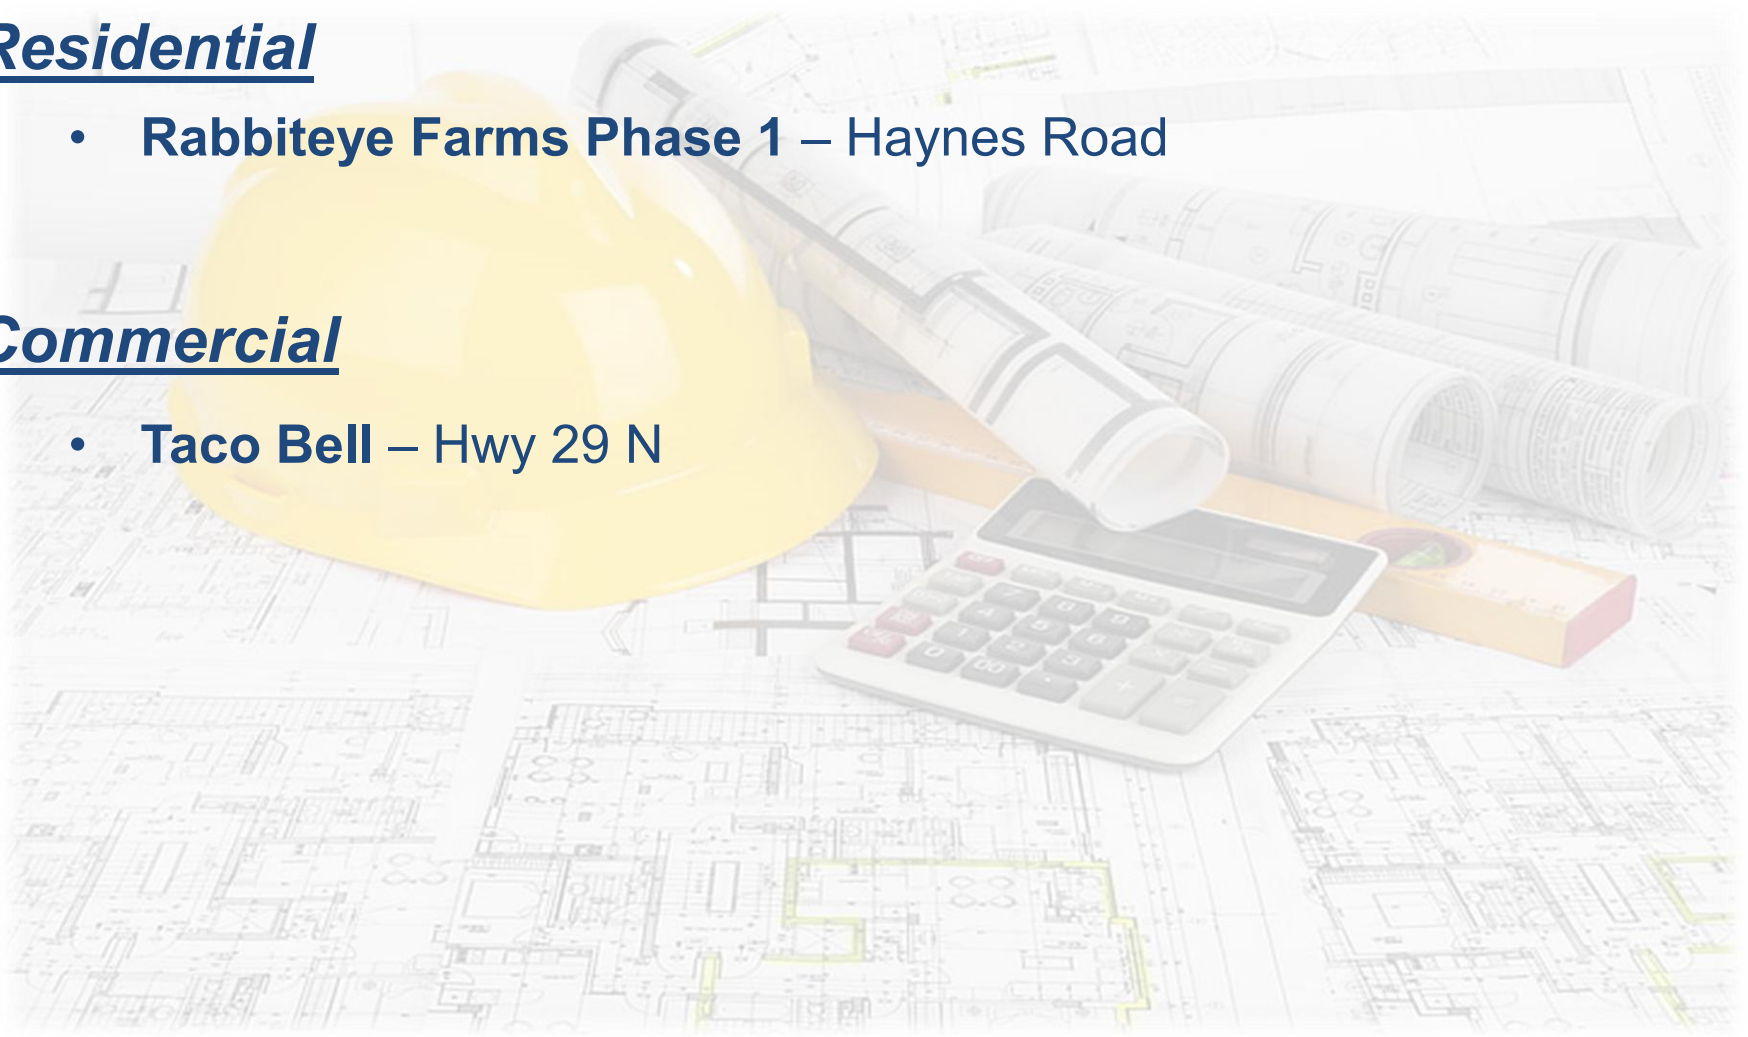 Residential
• Rabbiteye Farms Phase 1 – Haynes Road
Commercial
• Taco Bell – Hwy 29 N